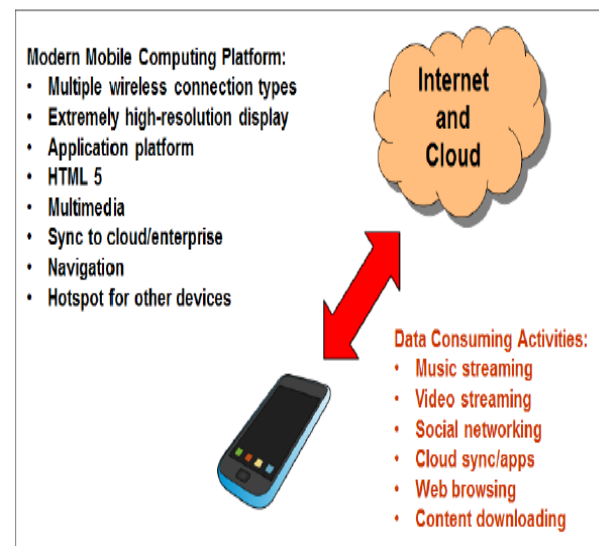 Modern Mobile Computing Platform:
• Multiple wireless connection types
• Extremely high-resolution display
• Application platform
• HTML 5
• Multimedia
• Sync to cloud/enterprise
• Navigation
• Hotspot for other devices
Internet
and
Cloud
Data Consuming Activities:
• Music streaming
• Video streaming
• Social networking
• Cloud sync/apps
• Web browsing
• Content downloading